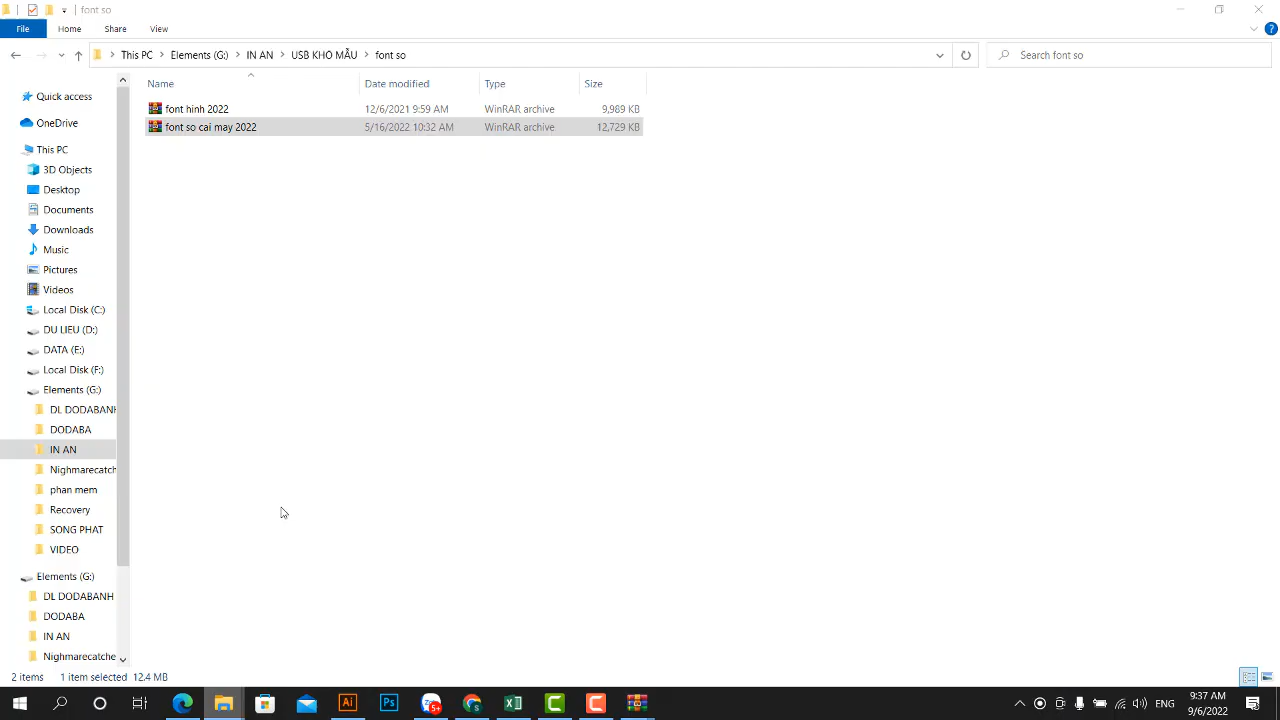 font so
File Home Share View
This PC Elements (G:) IN AN USB KHO MẪU font so Search font so
Name Date modified Type Size
font hinh 2022 12/6/2021 9:59 AM WinRAR archive 9,989 KB
font so cai may 2022 5/16/2022 10:32 AM WinRAR archive 12,729 KB
Quick access
OneDrive
This PC
3D Objects
Desktop
Documents
Downloads
Music
Pictures
Videos
Local Disk (C:)
DU LIEU (D:)
DATA (E:)
Local Disk (F:)
Elements (G:)
DL DODABANH
DODABA
IN AN
Nighmarecatch
phan mem
Recovery
SONG PHAT
VIDEO
Elements (G:)
DL DODABANH
DODABA
IN AN
Nighmarecatche
2 items 1 item selected 12.4 MB
Ai Ps 5+ ENG 9:37 AM
9/6/2022